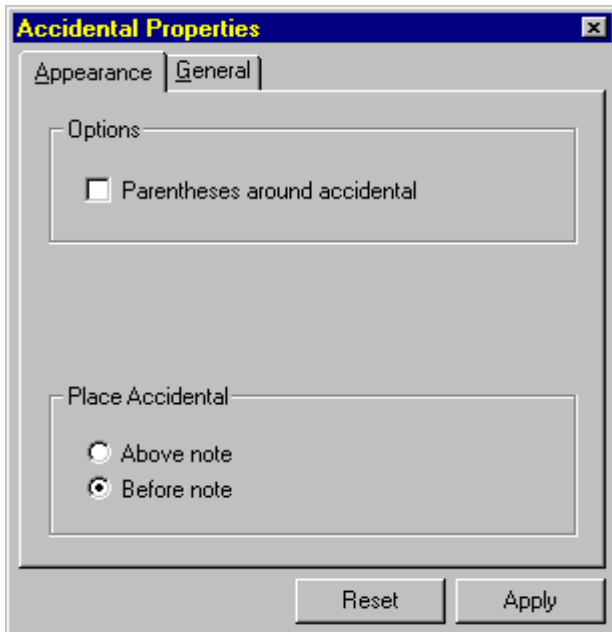 Accidental Properties
Appearance General
Options
Parentheses around accidental
Place Accidental
Above note
Before note
Reset Apply